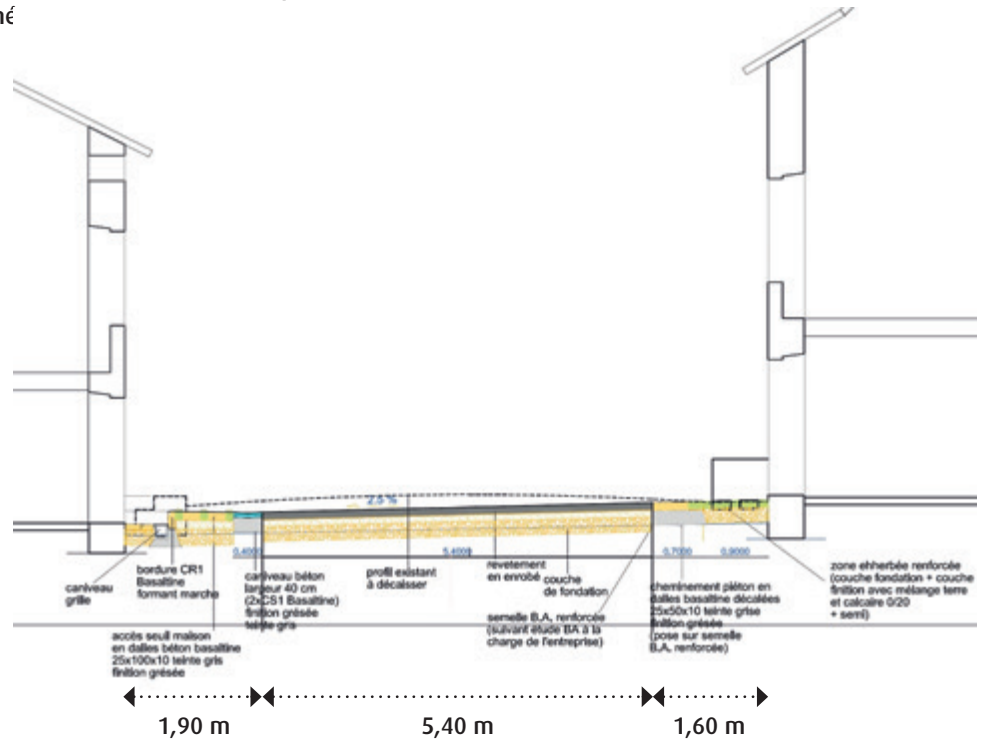 né
2.5 %
0,4000
5,4000
0,7000
0,9000
caniveau
grille
bordure CR1
Basaltine
formant marche
accès seuil maison
en dalles béton basaltine
25x100x10 teinte gris
finition grésée
caniveau béton
largeur 40 cm
(2xCS1 Basaltine)
finition grésée
teinte gris
profil existant
à décaisser
revetement
en enrobé
couche
de fondation
semelle B.A. renforcée
(suivant étude BA à la
charge de l'entreprise)
cheminement piéton en
dalles basaltine décalées
25x50x10 teinte grise
finition grésée
(pose sur semelle
B.A. renforcée)
zone ehherbée renforcée
(couche fondation + couche
finition avec mélange terre
et calcaire 0/20
+ semi)
1,90 m
5,40 m
1,60 m